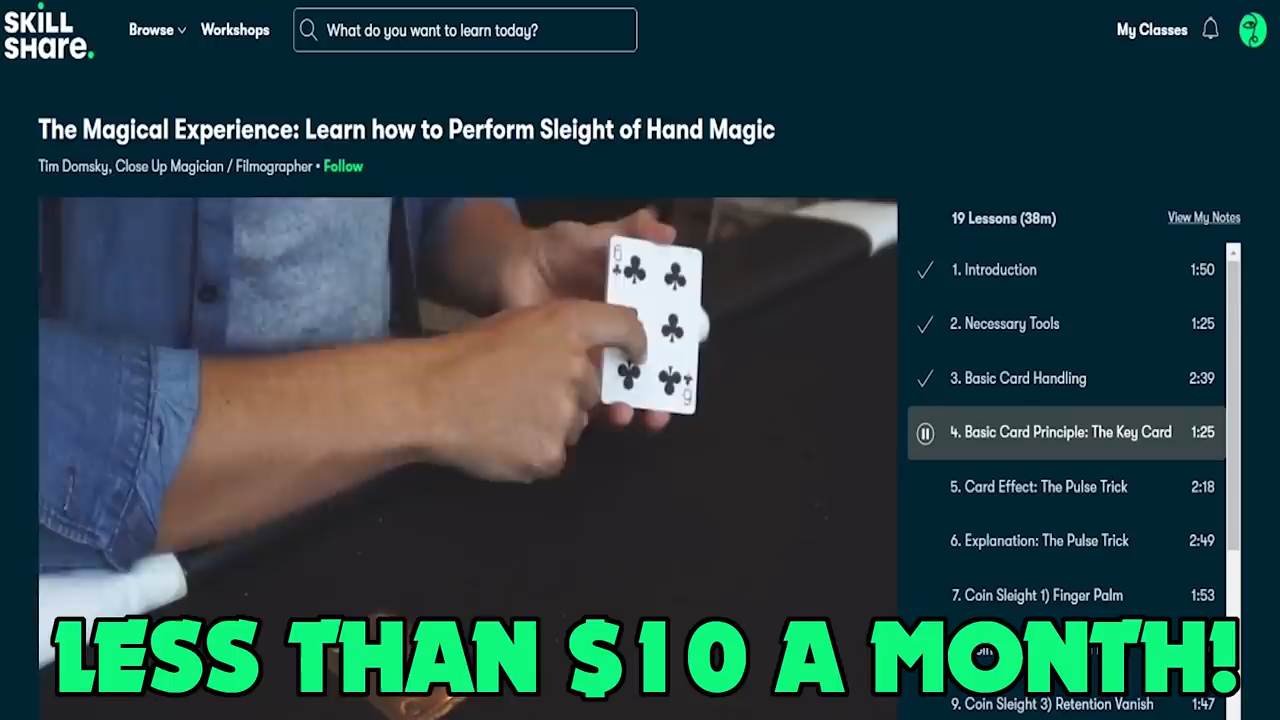 SKILL
SHARE.
Browse
Workshops
What do you want to learn today?
My Classes
The Magical Experience: Learn how to Perform Sleight of Hand Magic
Tim Domsky, Close Up Magician / Filmographer • Follow
19 Lessons (38m)
View My Notes
1. Introduction 1:50
2. Necessary Tools 1:25
3. Basic Card Handling 2:39
4. Basic Card Principle: The Key Card 1:25
5. Card Effect: The Pulse Trick 2:18
6. Explanation: The Pulse Trick 2:49
7. Coin Sleight 1) Finger Palm 1:53
9. Coin Sleight 3) Retention Vanish 1:47
6
6
LESS THAN $10 A MONTH!